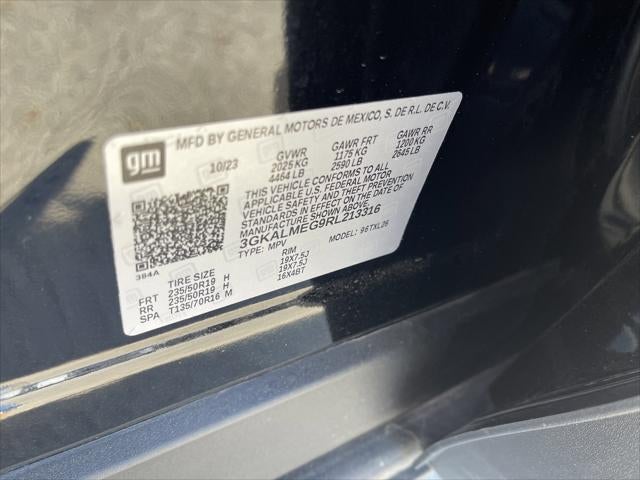 gm
MFD BY GENERAL MOTORS DE MEXICO, S. DE R.L. DE C.V.
10/23 GVWR GAWR FRT GAWR RR
2025 KG 1175 KG 1200 KG
4464 LB 2590 LB 2645 LB
THIS VEHICLE CONFORMS TO ALL
APPLICABLE U.S. FEDERAL MOTOR
VEHICLE SAFETY AND THEFT PREVENTION
STANDARDS IN EFFECT ON THE DATE OF
MANUFACTURE SHOWN ABOVE.
3GKALMEG9RL213316
TYPE: MPV MODEL: 96TXL26
384A
TIRE SIZE RIM
FRT 235/50R19 H 19X7.5J
RR 235/50R19 H 19X7.5J
SPA T135/70R16 M 16X4BT